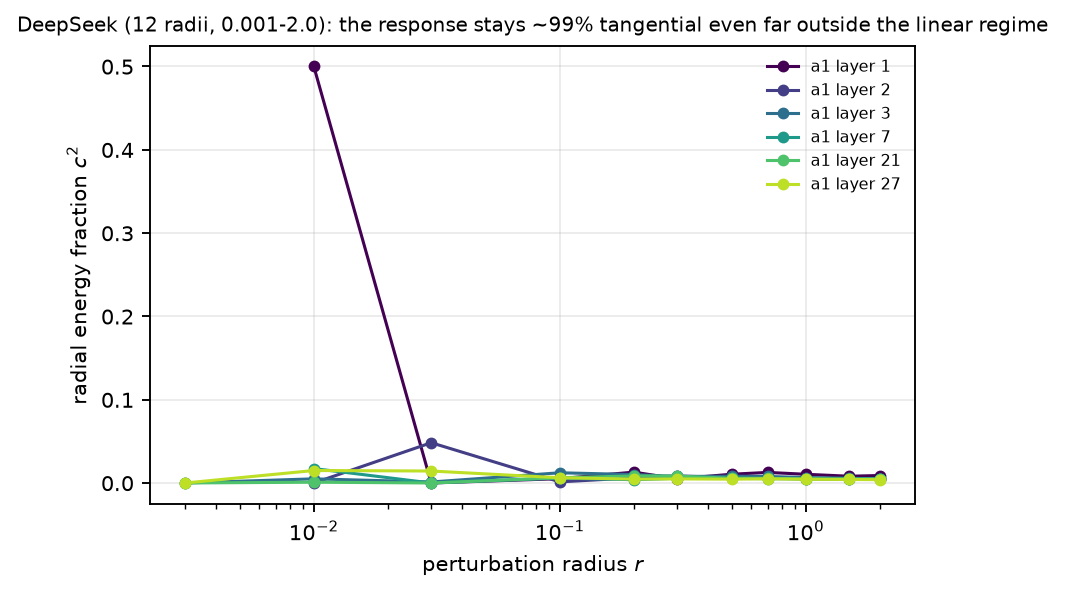 DeepSeek (12 radii, 0.001-2.0): the response stays ~99% tangential even far outside the linear regime
0.5
0.4
0.3
0.2
0.1
0.0
radial energy fraction c²
a1 layer 1
a1 layer 2
a1 layer 3
a1 layer 7
a1 layer 21
a1 layer 27
10⁻² 10⁻¹ 10⁰
perturbation radius r